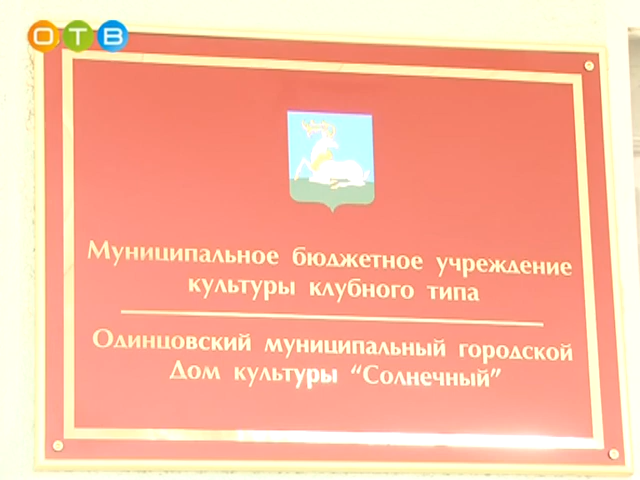 ОТВ
Муниципальное бюджетное учреждение
культуры клубного типа
Одинцовский муниципальный городской
Дом культуры "Солнечный"